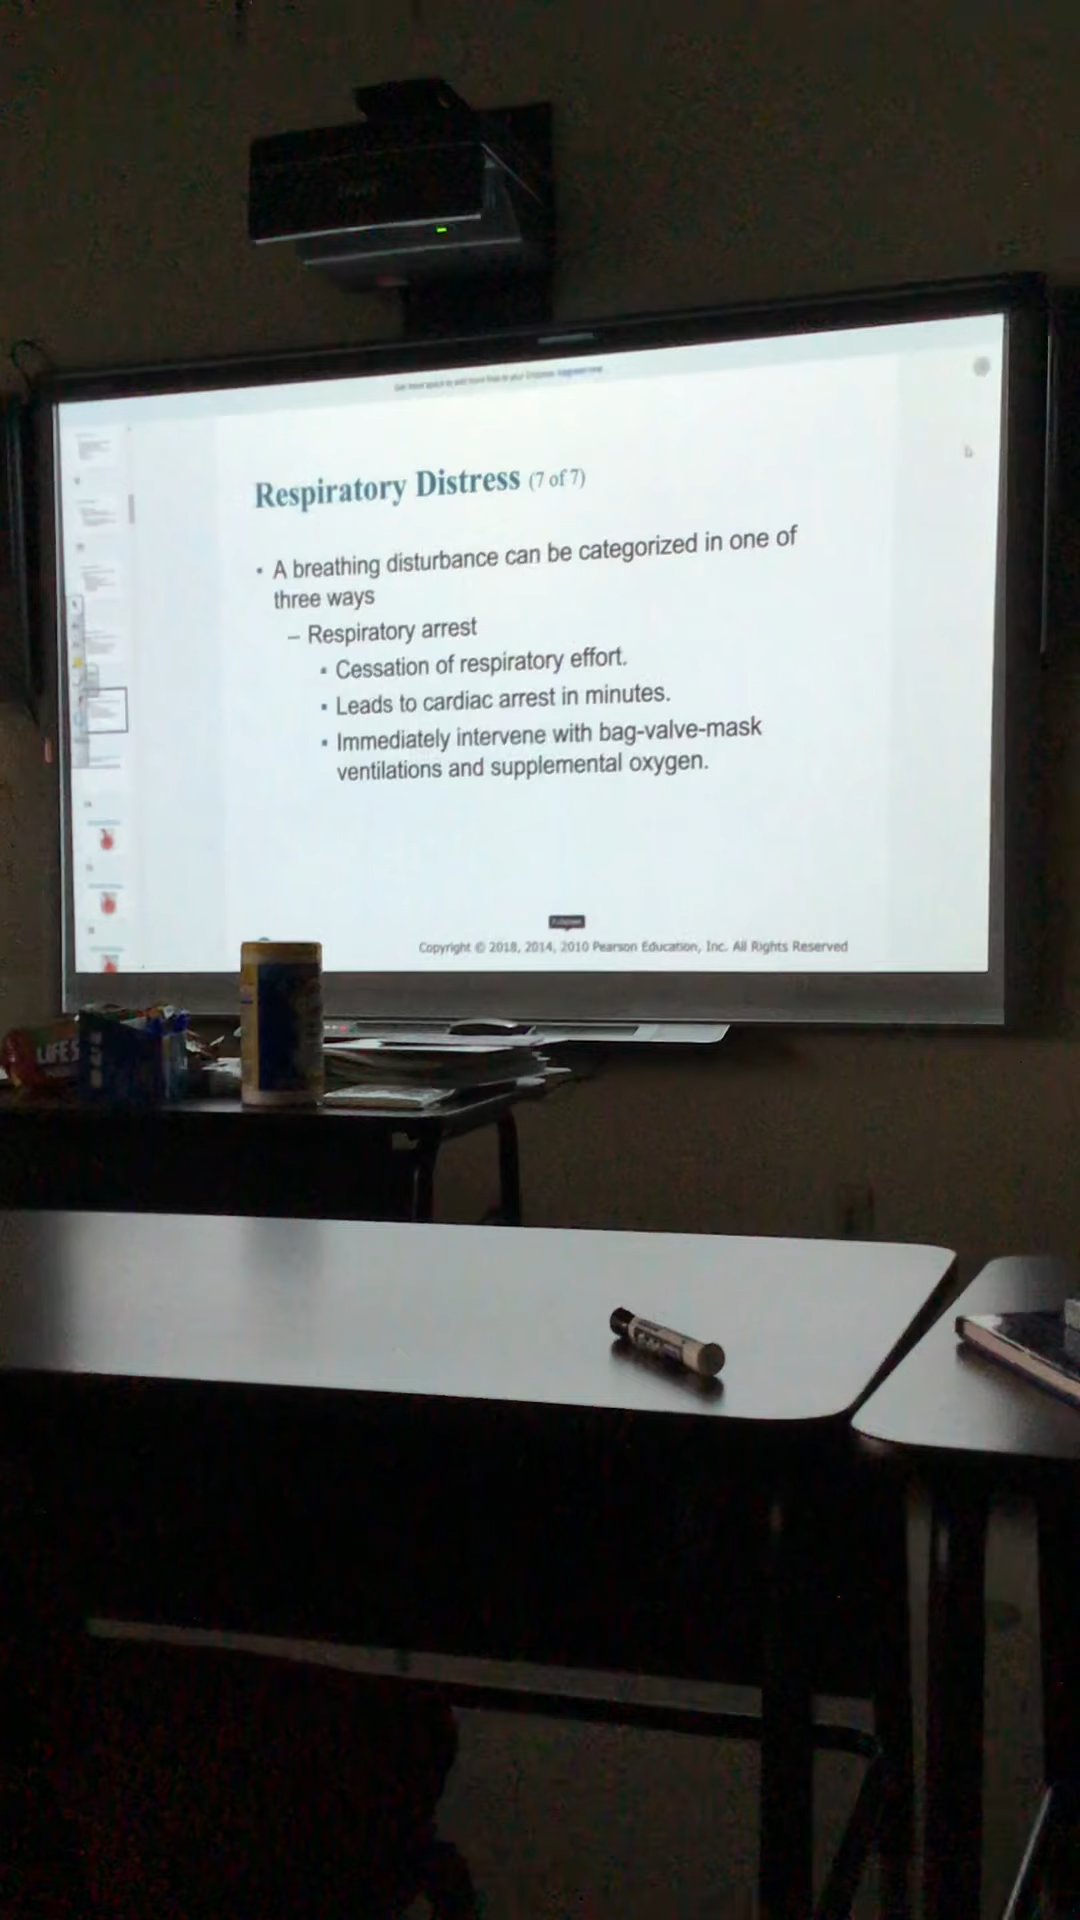 Respiratory Distress (7 of 7)
• A breathing disturbance can be categorized in one of
three ways
– Respiratory arrest
• Cessation of respiratory effort.
• Leads to cardiac arrest in minutes.
• Immediately intervene with bag-valve-mask
ventilations and supplemental oxygen.
Copyright © 2018, 2014, 2010 Pearson Education, Inc. All Rights Reserved
LIFES